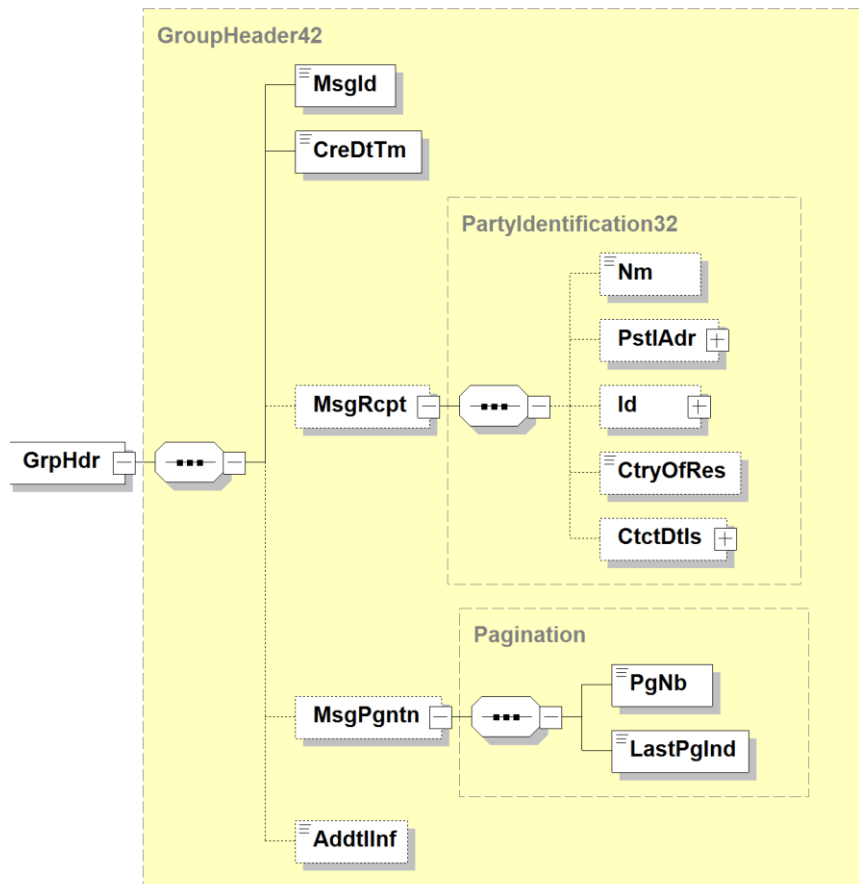 GroupHeader42
MsgId
CreDtTm
PartyIdentification32
Nm
PstlAdr
MsgRcpt
Id
GrpHdr
CtryOfRes
CtctDtls
Pagination
PgNb
MsgPgntn
LastPgInd
AddtlInf